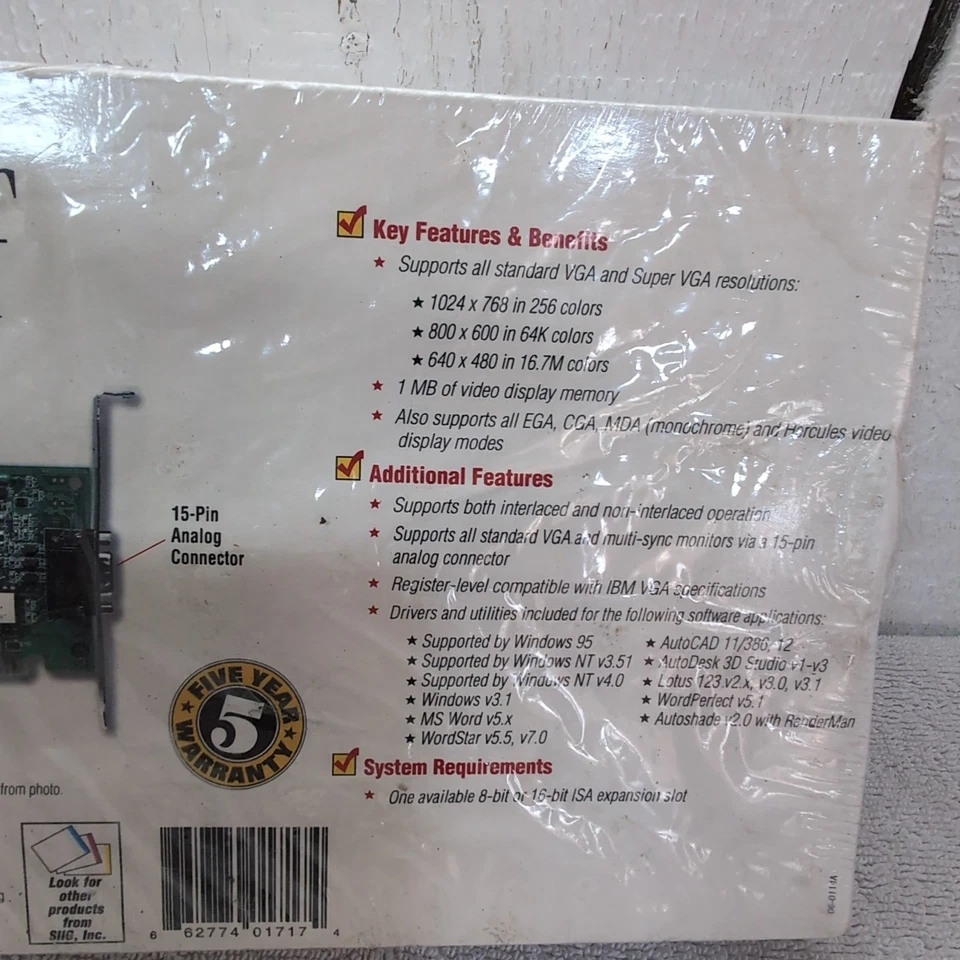 Key Features & Benefits
★ Supports all standard VGA and Super VGA resolutions:
★ 1024 x 768 in 256 colors
★ 800 x 600 in 64K colors
★ 640 x 480 in 16.7M colors
★ 1 MB of video display memory
★ Also supports all EGA, CGA, MDA (monochrome) and Hercules video
display modes
Additional Features
★ Supports both interlaced and non-interlaced operation
★ Supports all standard VGA and multi-sync monitors via a 15-pin
analog connector
★ Register-level compatible with IBM VGA specifications
★ Drivers and utilities included for the following software applications:
★ Supported by Windows 95
★ Supported by Windows NT v3.51
★ Supported by Windows NT v4.0
★ Windows v3.1
★ MS Word v5.x
★ WordStar v5.5, v7.0
★ AutoCAD 11/386, 12
★ AutoDesk 3D Studio v1-v3
★ Lotus 123 v2.x, v3.0, v3.1
★ WordPerfect v5.1
★ Autoshade v2.0 with RenderMan
System Requirements
★ One available 8-bit or 16-bit ISA expansion slot
15-Pin
Analog
Connector
FIVE YEAR
5
WARRANTY
from photo.
Look for
other
products
from
SIIG, Inc.
6 62774 01717 4
06-0114A